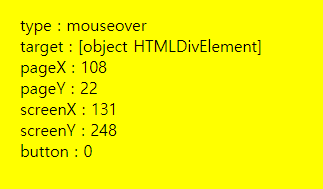 type : mouseover
target : [object HTMLDivElement]
pageX : 108
pageY : 22
screenX : 131
screenY : 248
button : 0